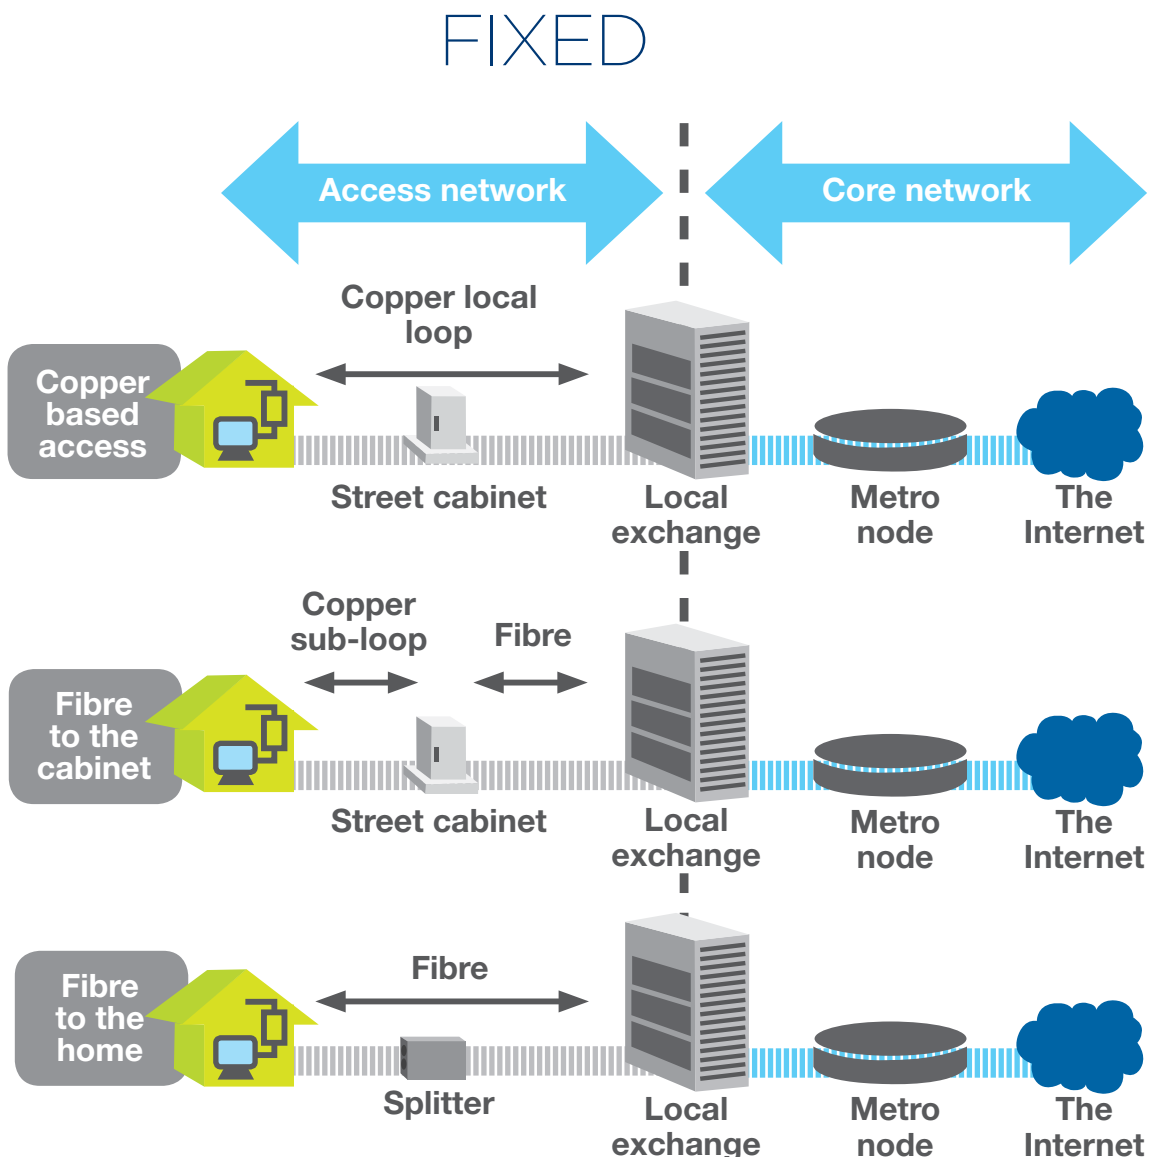 FIXED
Access network
Core network
Copper local
loop
Copper
based
access
Street cabinet
Local
exchange
Metro
node
The
Internet
Copper
sub-loop
Fibre
Fibre
to the
cabinet
Street cabinet
Local
exchange
Metro
node
The
Internet
Fibre
Fibre
to the
home
Splitter
Local
exchange
Metro
node
The
Internet